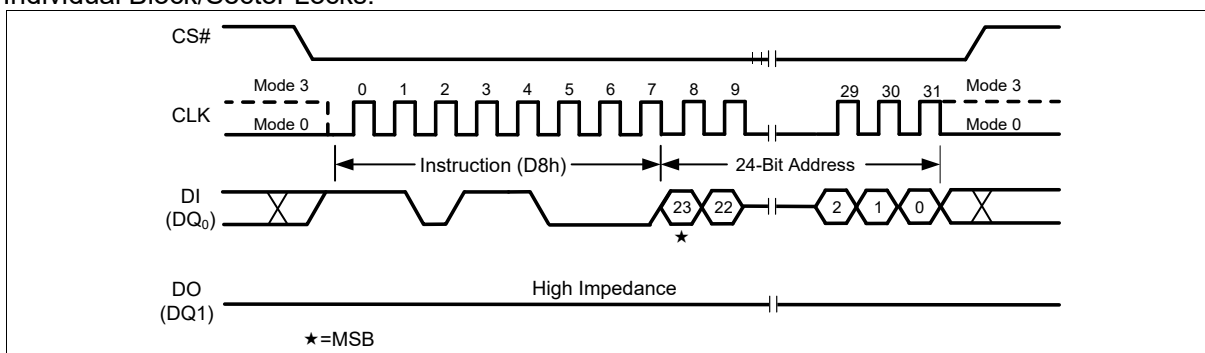 Individual Block/Sector Locks.
CS#
Mode 3 0 1 2 3 4 5 6 7 8 9 29 30 31 Mode 3
CLK
Mode 0 Mode 0
Instruction (D8h) 24-Bit Address
DI
(DQ₀) 23 22 2 1 0
★
DO High Impedance
(DQ1)
★=MSB